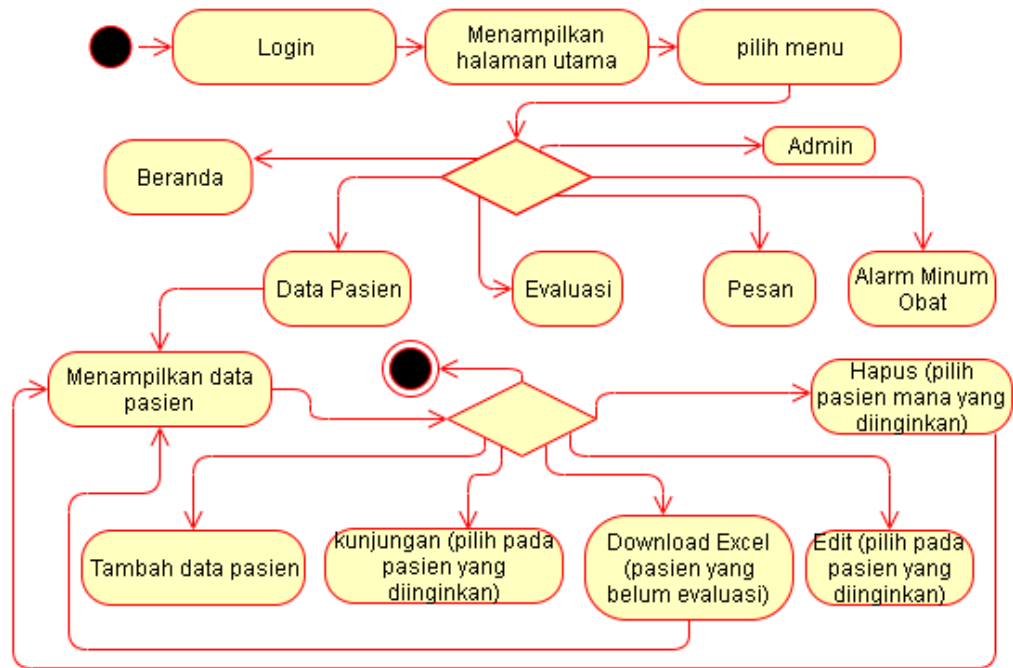 Login
Menampilkan
halaman utama
pilih menu
Admin
Beranda
Data Pasien
Evaluasi
Pesan
Alarm Minum
Obat
Menampilkan data
pasien
Hapus (pilih
pasien mana yang
diinginkan)
Tambah data pasien
kunjungan (pilih pada
pasien yang
diinginkan)
Download Excel
(pasien yang
belum evaluasi)
Edit (pilih pada
pasien yang
diinginkan)